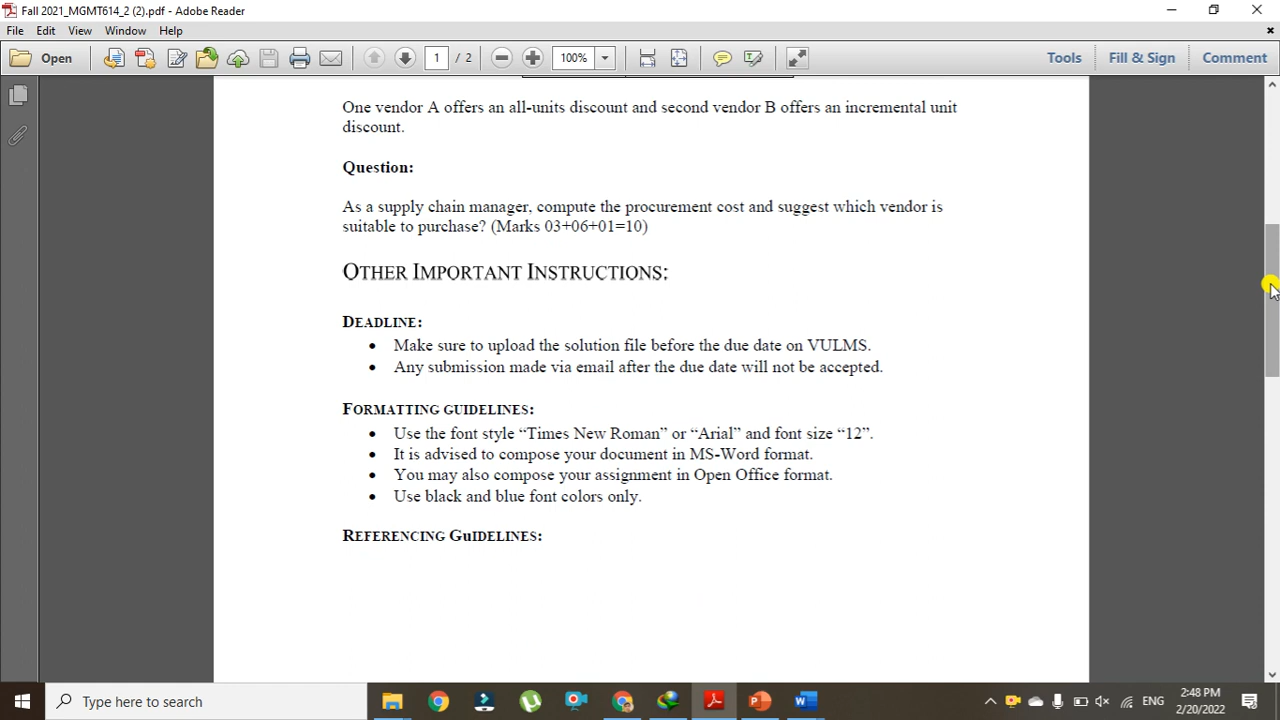 Fall 2021_MGMT614_2 (2).pdf - Adobe Reader
File Edit View Window Help
Open 1 / 2 100% Tools Fill & Sign Comment
One vendor A offers an all-units discount and second vendor B offers an incremental unit
discount.
Question:
As a supply chain manager, compute the procurement cost and suggest which vendor is
suitable to purchase? (Marks 03+06+01=10)
OTHER IMPORTANT INSTRUCTIONS:
DEADLINE:
• Make sure to upload the solution file before the due date on VULMS.
• Any submission made via email after the due date will not be accepted.
FORMATTING GUIDELINES:
• Use the font style “Times New Roman” or “Arial” and font size “12”.
• It is advised to compose your document in MS-Word format.
• You may also compose your assignment in Open Office format.
• Use black and blue font colors only.
REFERENCING GuIDELINES:
Type here to search
ENG
2:48 PM
2/20/2022